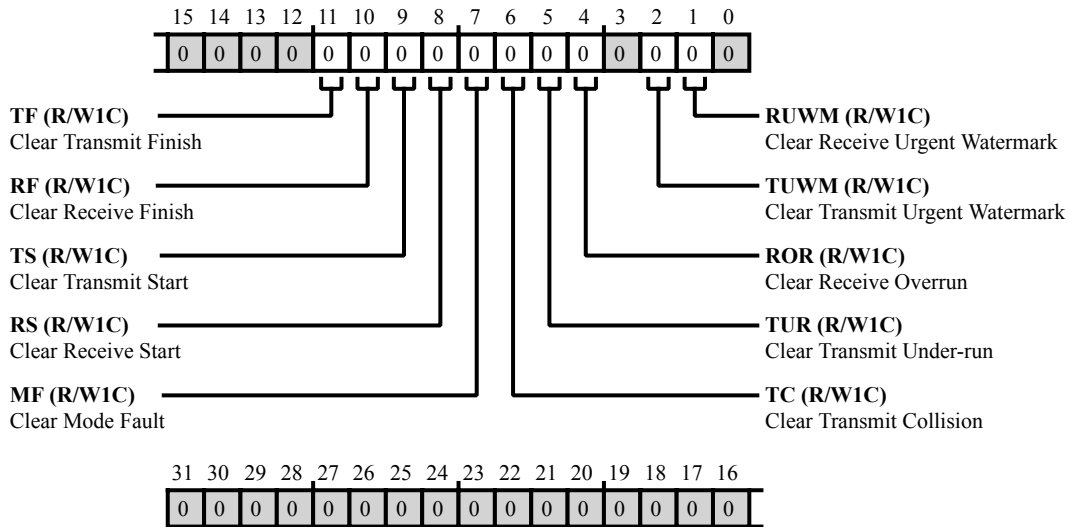 15 14 13 12 11 10 9 8 7 6 5 4 3 2 1 0
0 0 0 0 0 0 0 0 0 0 0 0 0 0 0 0
TF (R/W1C)
Clear Transmit Finish
RF (R/W1C)
Clear Receive Finish
TS (R/W1C)
Clear Transmit Start
RS (R/W1C)
Clear Receive Start
MF (R/W1C)
Clear Mode Fault
RUWM (R/W1C)
Clear Receive Urgent Watermark
TUWM (R/W1C)
Clear Transmit Urgent Watermark
ROR (R/W1C)
Clear Receive Overrun
TUR (R/W1C)
Clear Transmit Under-run
TC (R/W1C)
Clear Transmit Collision
31 30 29 28 27 26 25 24 23 22 21 20 19 18 17 16
0 0 0 0 0 0 0 0 0 0 0 0 0 0 0 0